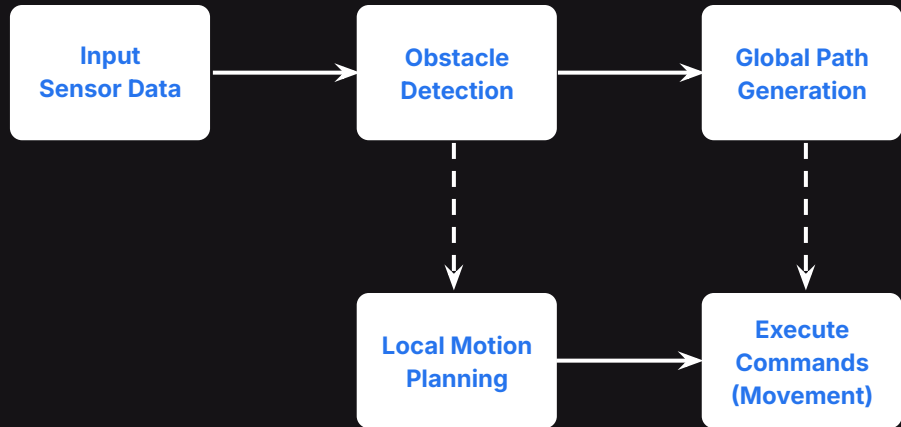 Input
Sensor Data
Obstacle
Detection
Global Path
Generation
Local Motion
Planning
Execute
Commands
(Movement)